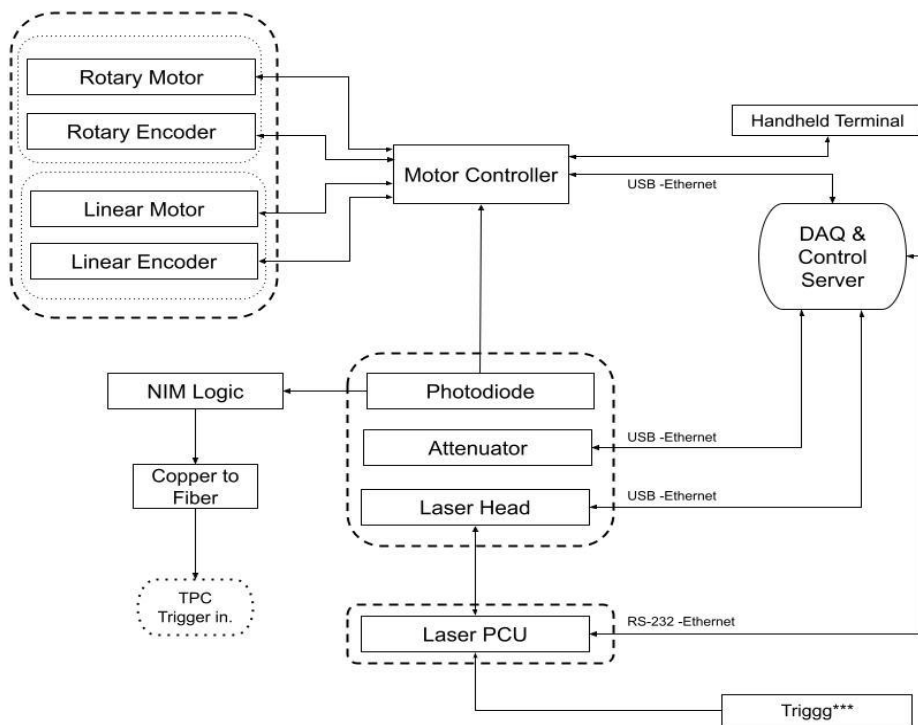 Rotary Motor
Rotary Encoder
Linear Motor
Linear Encoder
Motor Controller
Handheld Terminal
USB -Ethernet
DAQ &
Control
Server
NIM Logic
Photodiode
Attenuator
USB -Ethernet
Laser Head
USB -Ethernet
Copper to
Fiber
TPC
Trigger in.
Laser PCU
RS-232 -Ethernet
Triggg***